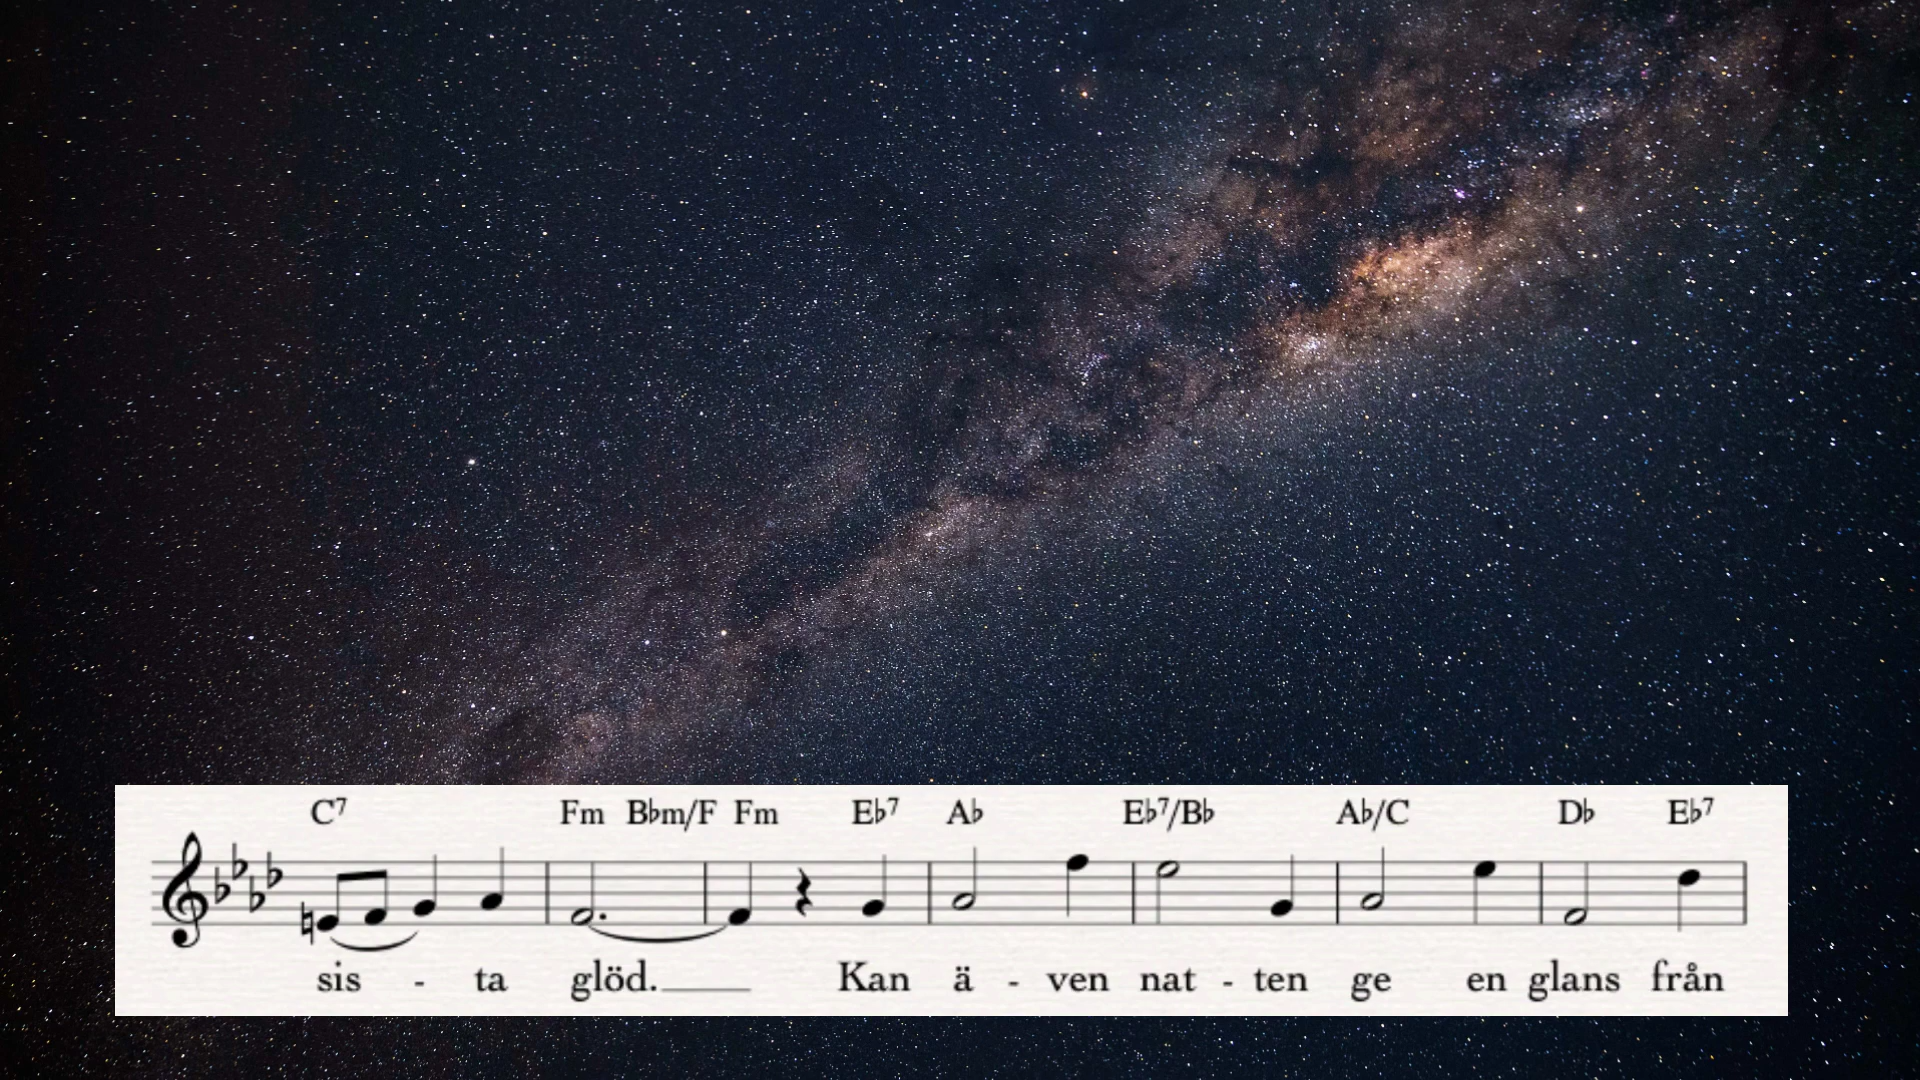 C7 Fm B♭m/F Fm E♭7 A♭ E♭7/B♭ A♭/C D♭ E♭7
sis - ta glöd. Kan ä - ven nat - ten ge en glans från